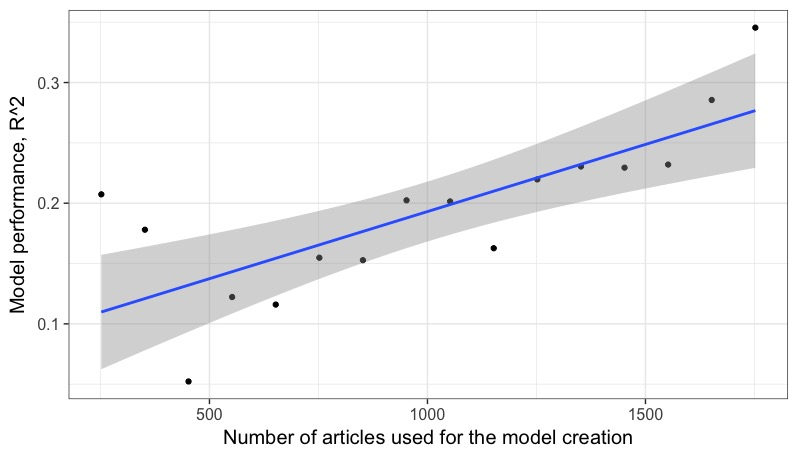 Model performance, R^2
0.3
0.2
0.1
500 1000 1500
Number of articles used for the model creation